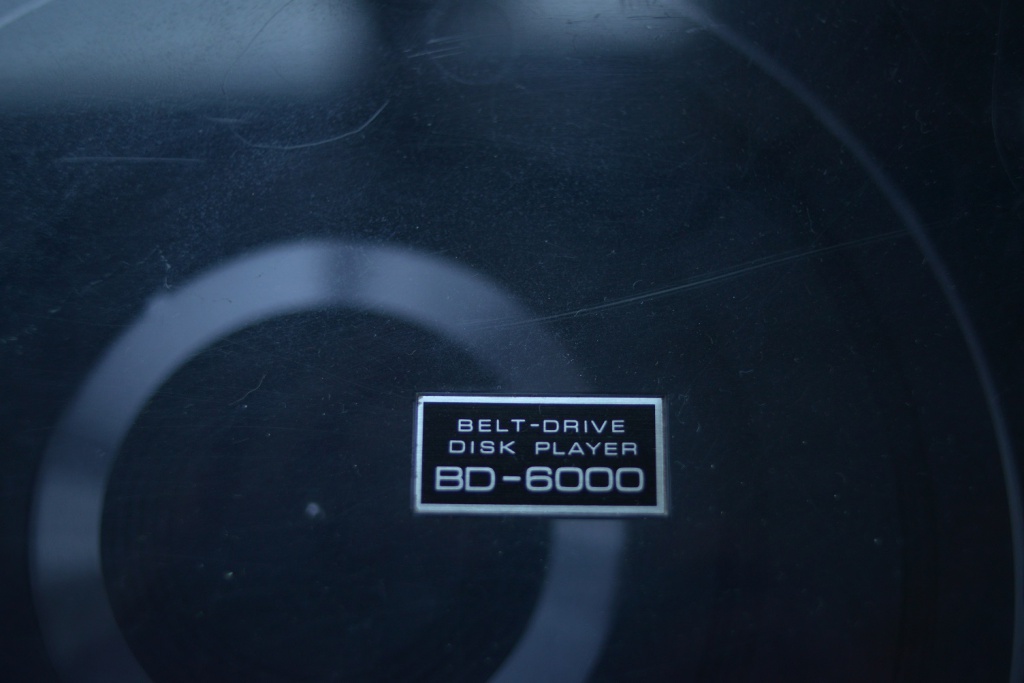 BELT-DRIVE
DISK PLAYER
BD-6000